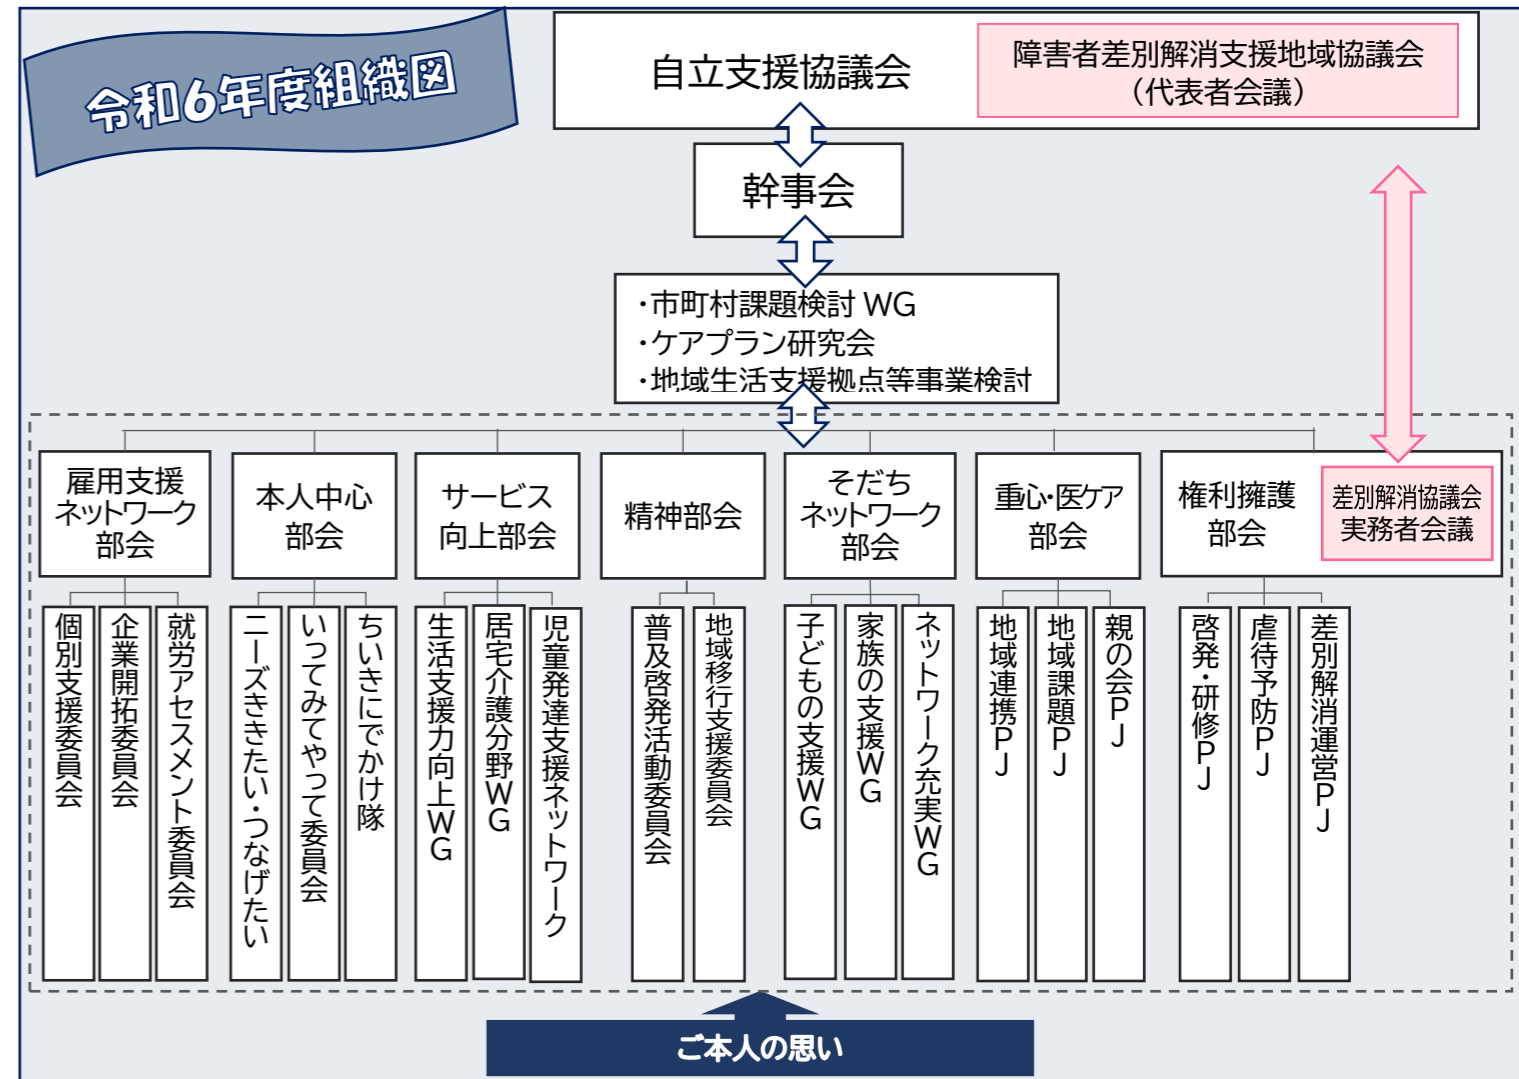 令和6年度組織図
自立支援協議会
障害者差別解消支援地域協議会
（代表者会議）
幹事会
・市町村課題検討 WG
・ケアプラン研究会
・地域生活支援拠点等事業検討
雇用支援
ネットワーク
部会
本人中心
部会
サービス
向上部会
精神部会
そだち
ネットワーク
部会
重心・医ケア
部会
権利擁護
部会
差別解消協議会
実務者会議
個別支援委員会
企業開拓委員会
就労アセスメント委員会
ニーズききたい・つなげたい
いってみてやって委員会
ちいきにでかけ隊
生活支援力向上WG
居宅介護分野WG
児童発達支援ネットワーク
普及啓発活動委員会
地域移行支援委員会
子どもの支援WG
家族の支援WG
ネットワーク充実WG
地域連携PJ
地域課題PJ
親の会PJ
啓発・研修PJ
虐待予防PJ
差別解消運営PJ
ご本人の思い